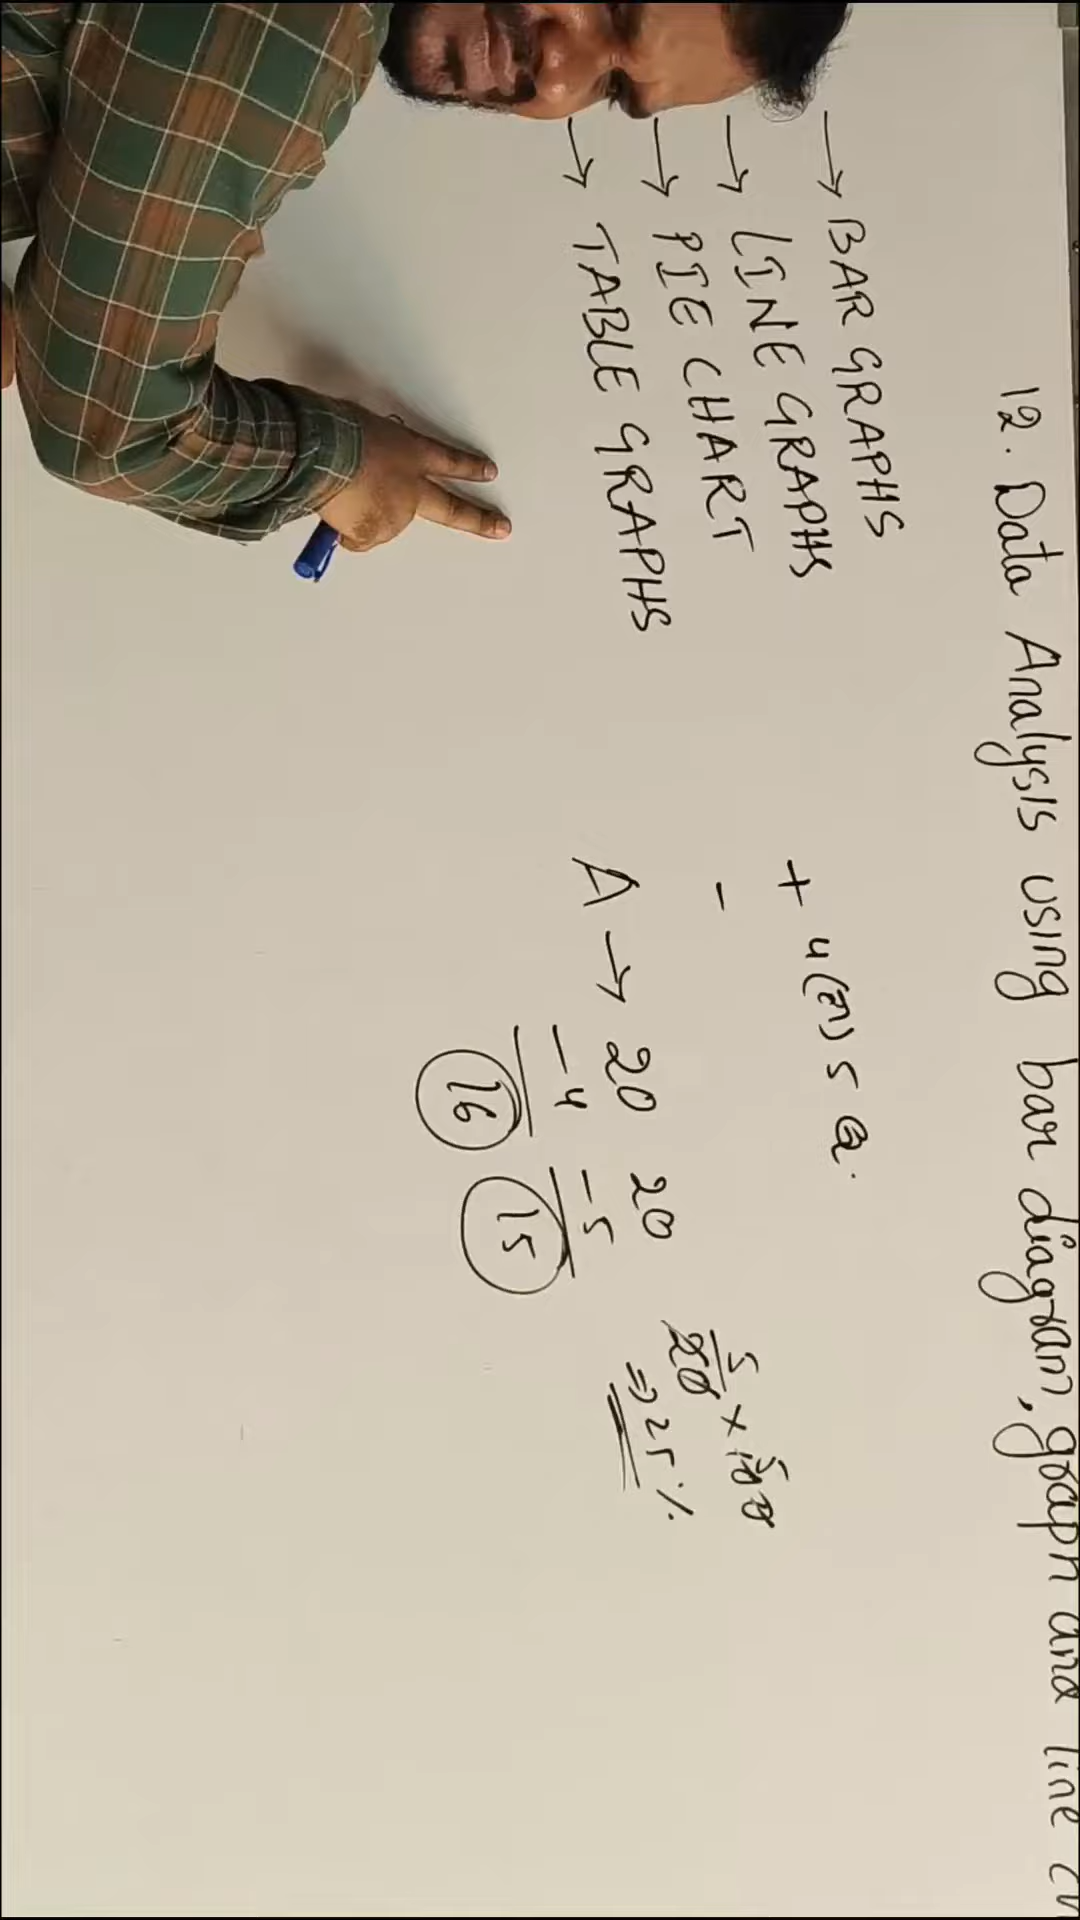 12. Data Analysis using bar diagram, graph and line ch
→ BAR GRAPHS
→ LINE GRAPHS
→ PIE CHART
→ TABLE GRAPHS
+ 4 (or) 5 Q.
-
A → 20 20
-4 -5
16 15
5/20 × 100
⇒ 25 %